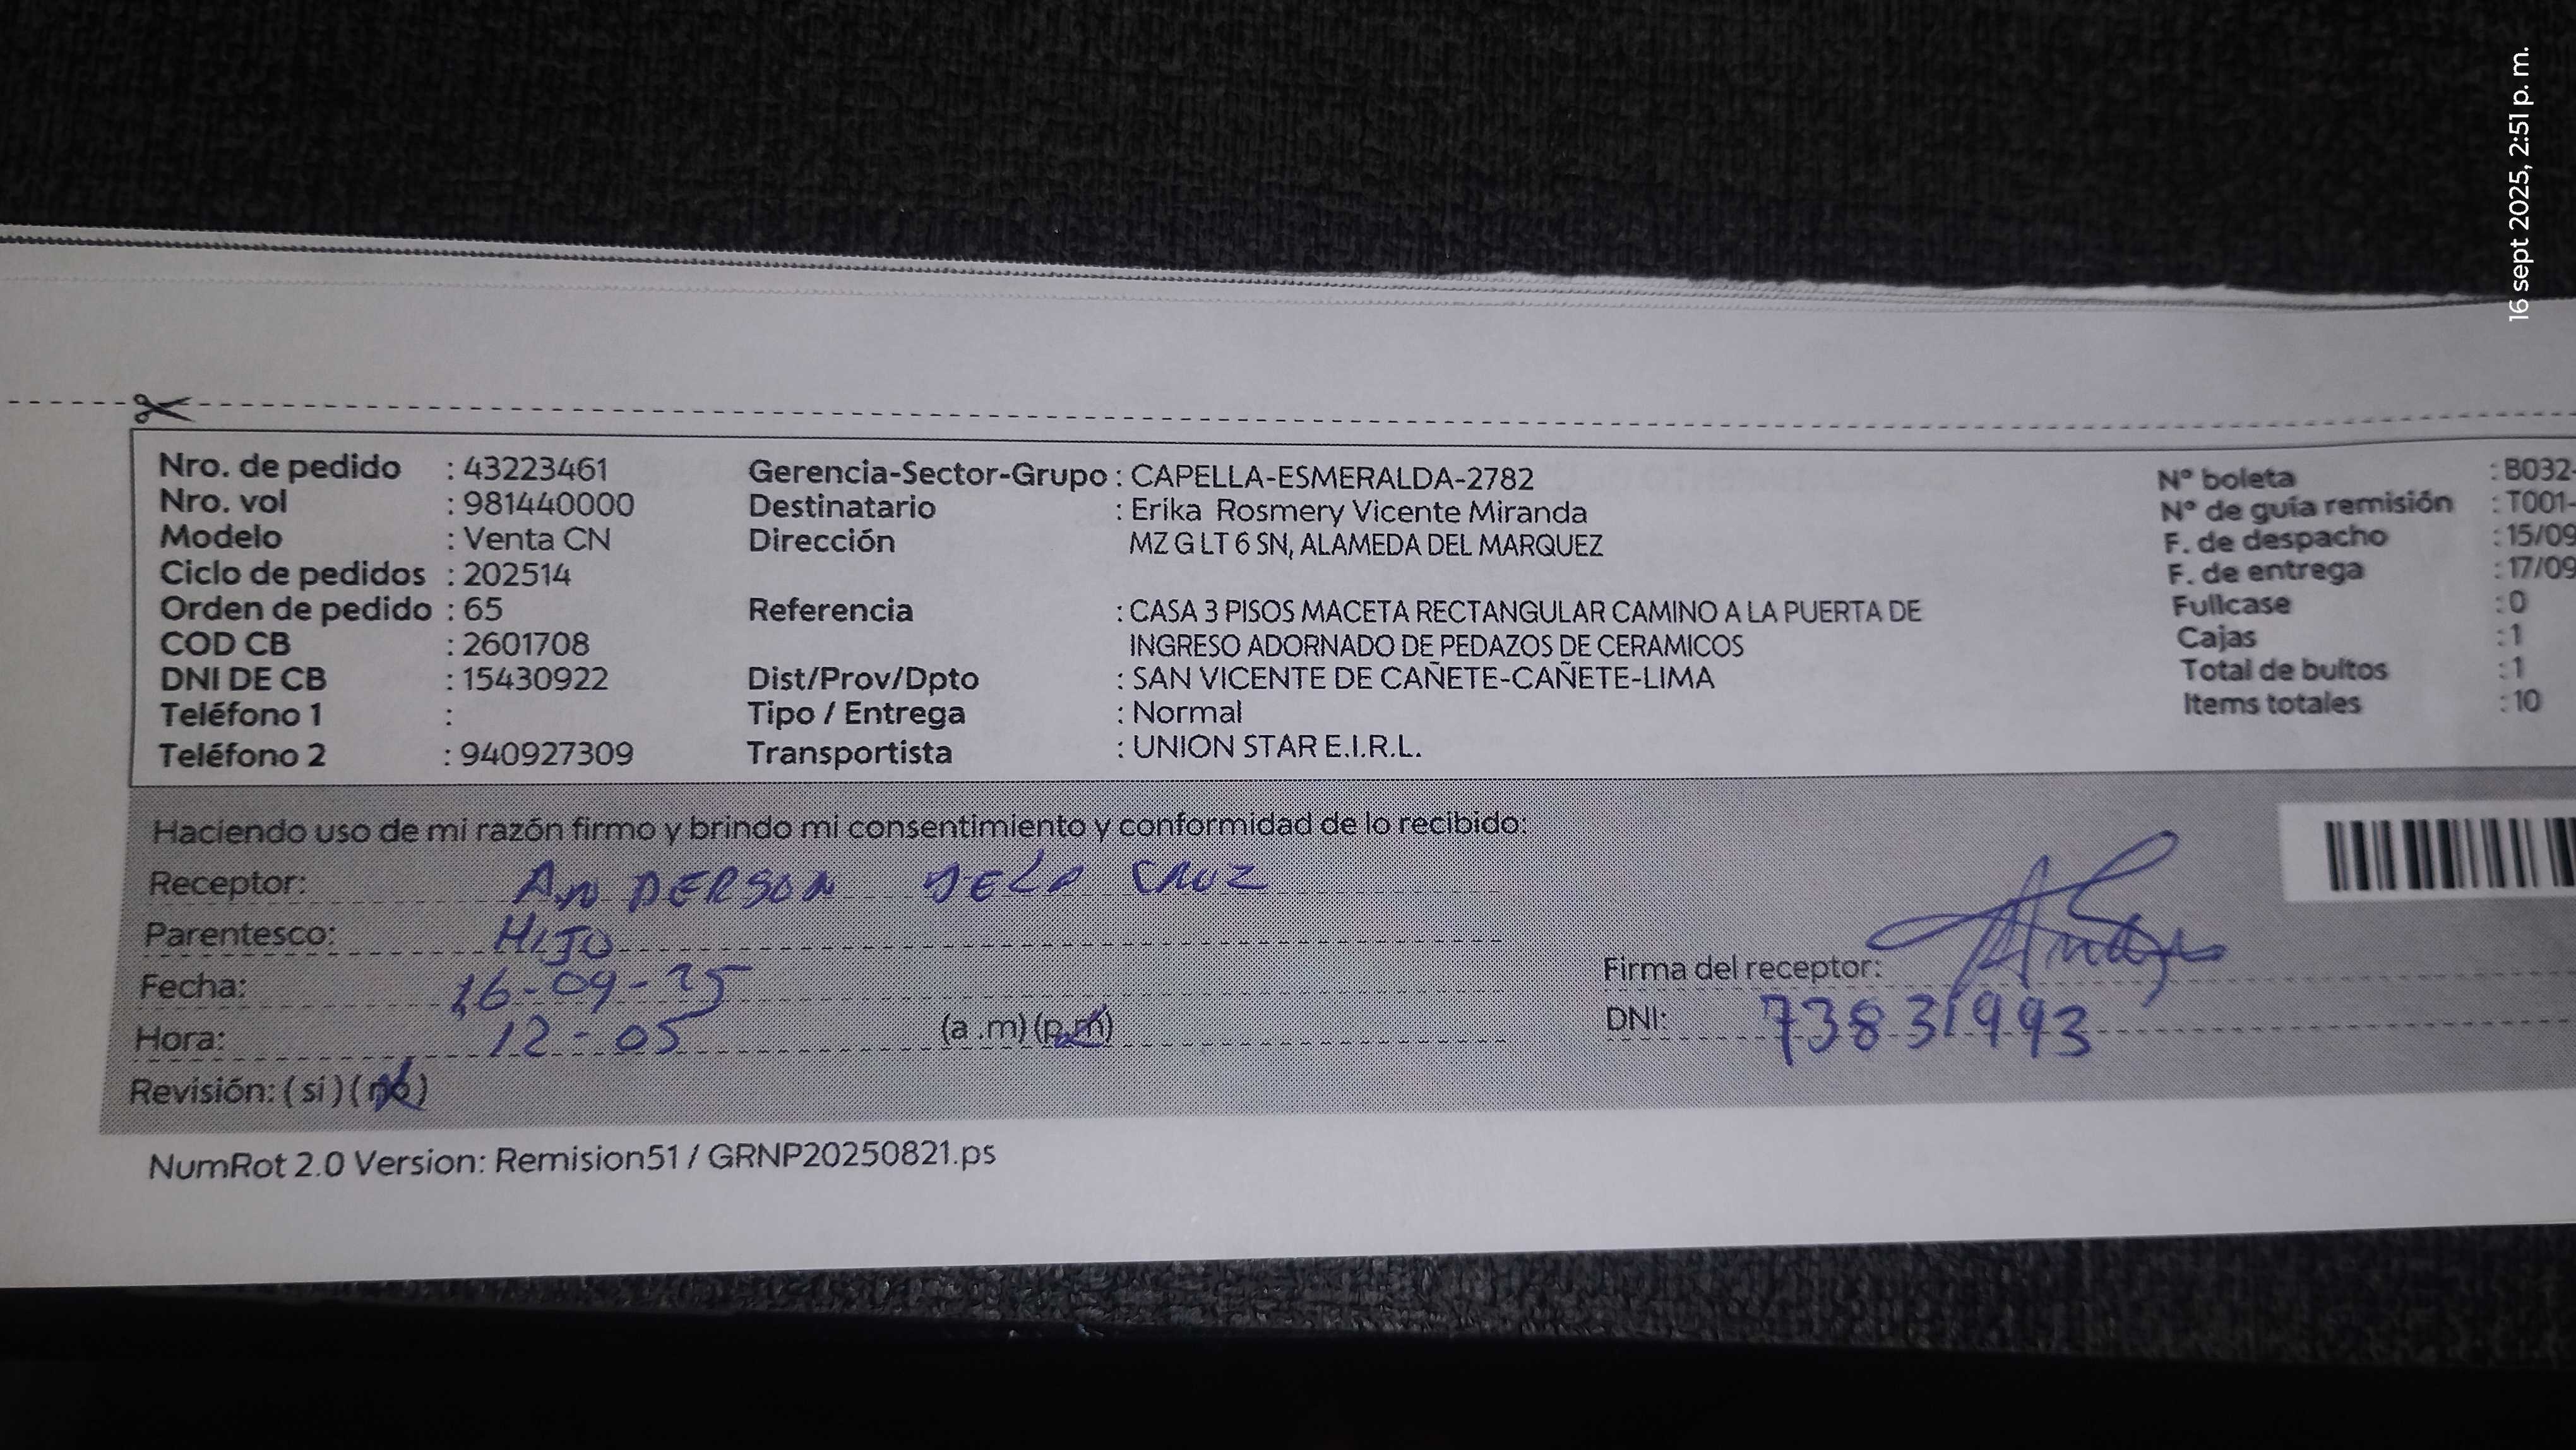 16 sept 2025, 2:51 p. m.
Nro. de pedido : 43223461
Nro. vol : 981440000
Modelo : Venta CN
Ciclo de pedidos : 202514
Orden de pedido : 65
COD CB : 2601708
DNI DE CB : 15430922
Teléfono 1 :
Teléfono 2 : 940927309
Gerencia-Sector-Grupo : CAPELLA-ESMERALDA-2782
Destinatario : Erika Rosmery Vicente Miranda
Dirección MZ G LT 6 SN, ALAMEDA DEL MARQUEZ
Referencia : CASA 3 PISOS MACETA RECTANGULAR CAMINO A LA PUERTA DE
INGRESO ADORNADO DE PEDAZOS DE CERAMICOS
Dist/Prov/Dpto : SAN VICENTE DE CAÑETE-CAÑETE-LIMA
Tipo / Entrega : Normal
Transportista : UNION STAR E.I.R.L.
Nº boleta : B032-
Nº de guía remisión : T001-
F. de despacho : 15/09
F. de entrega : 17/09
Fullcase : 0
Cajas : 1
Total de bultos : 1
Items totales : 10
Haciendo uso de mi razón firmo y brindo mi consentimiento y conformidad de lo recibido:
Receptor: ANDERSON DELA CRUZ
Parentesco: HIJO
Fecha: 16-09-25
Hora: 12-05 (a .m) (p.m)
Revisión: ( si ) ( no )
Firma del receptor:
DNI: 73831993
NumRot 2.0 Version: Remision51 / GRNP20250821.ps